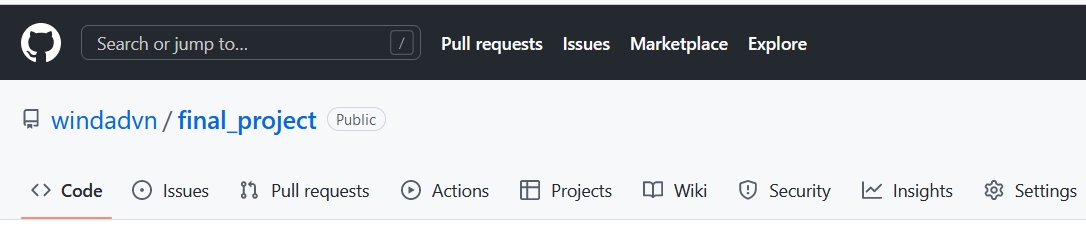 Search or jump to... / Pull requests Issues Marketplace Explore
windadvn / final_project Public
Code Issues Pull requests Actions Projects Wiki Security Insights Settings